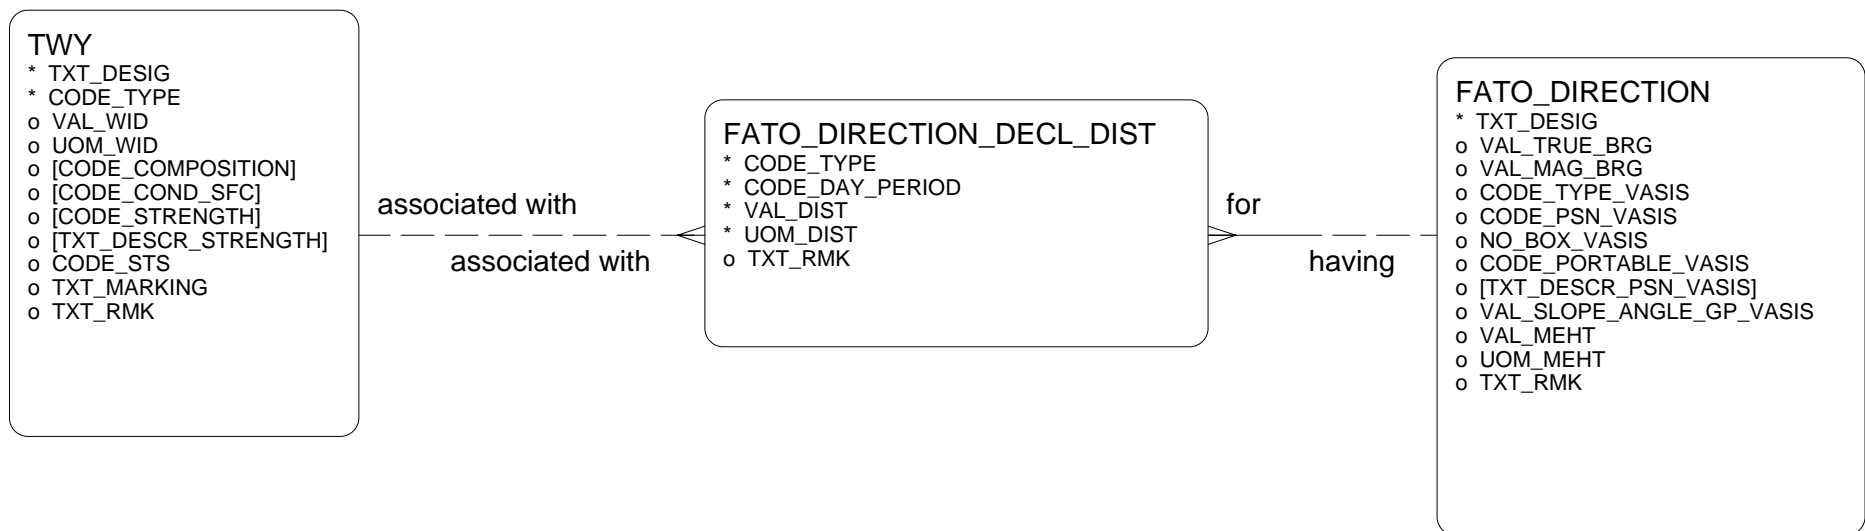 TWY
* TXT_DESIG
* CODE_TYPE
o VAL_WID
o UOM_WID
o [CODE_COMPOSITION]
o [CODE_COND_SFC]
o [CODE_STRENGTH]
o [TXT_DESCR_STRENGTH]
o CODE_STS
o TXT_MARKING
o TXT_RMK
associated with
associated with
FATO_DIRECTION_DECL_DIST
* CODE_TYPE
* CODE_DAY_PERIOD
* VAL_DIST
* UOM_DIST
o TXT_RMK
for
having
FATO_DIRECTION
* TXT_DESIG
o VAL_TRUE_BRG
o VAL_MAG_BRG
o CODE_TYPE_VASIS
o CODE_PSN_VASIS
o NO_BOX_VASIS
o CODE_PORTABLE_VASIS
o [TXT_DESCR_PSN_VASIS]
o VAL_SLOPE_ANGLE_GP_VASIS
o VAL_MEHT
o UOM_MEHT
o TXT_RMK